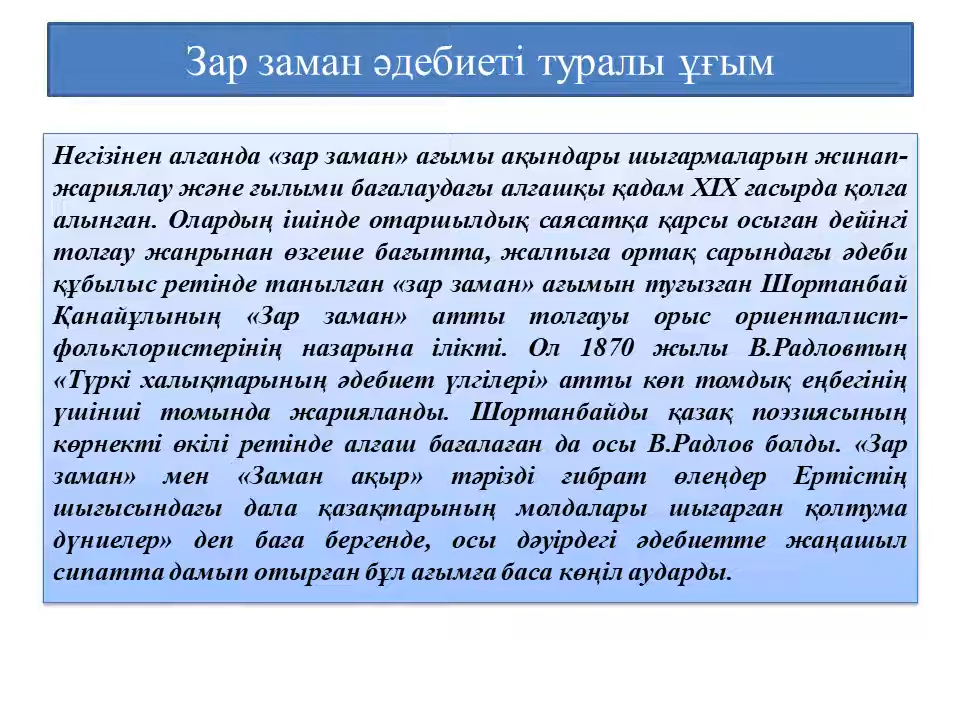 Зар заман әдебиеті туралы ұғым
Негізінен алғанда «зар заман» ағымы ақындары шығармаларын жинап-
жариялау және ғылыми бағалаудағы алғашқы қадам XIX ғасырда қолға
алынған. Олардың ішінде отаршылдық саясатқа қарсы осыған дейінгі
толғау жанрынан өзгеше бағытта, жалпыға ортақ сарындағы әдеби
құбылыс ретінде танылған «зар заман» ағымын туғызған Шортанбай
Қанайұлының «Зар заман» атты толғауы орыс ориенталист-
фольклористерінің назарына ілікті. Ол 1870 жылы В.Радловтың
«Түркі халықтарының әдебиет үлгілері» атты көп томдық еңбегінің
үшінші томында жарияланды. Шортанбайды қазақ поэзиясының
көрнекті өкілі ретінде алғаш бағалаған да осы В.Радлов болды. «Зар
заман» мен «Заман ақыр» тәрізді ғибрат өлеңдер Ертістің
шығысындағы дала қазақтарының молдалары шығарған қолтума
дүниелер» деп баға бергенде, осы дәуірдегі әдебиетте жаңашыл
сипатта дамып отырған бұл ағымға баса көңіл аударды.